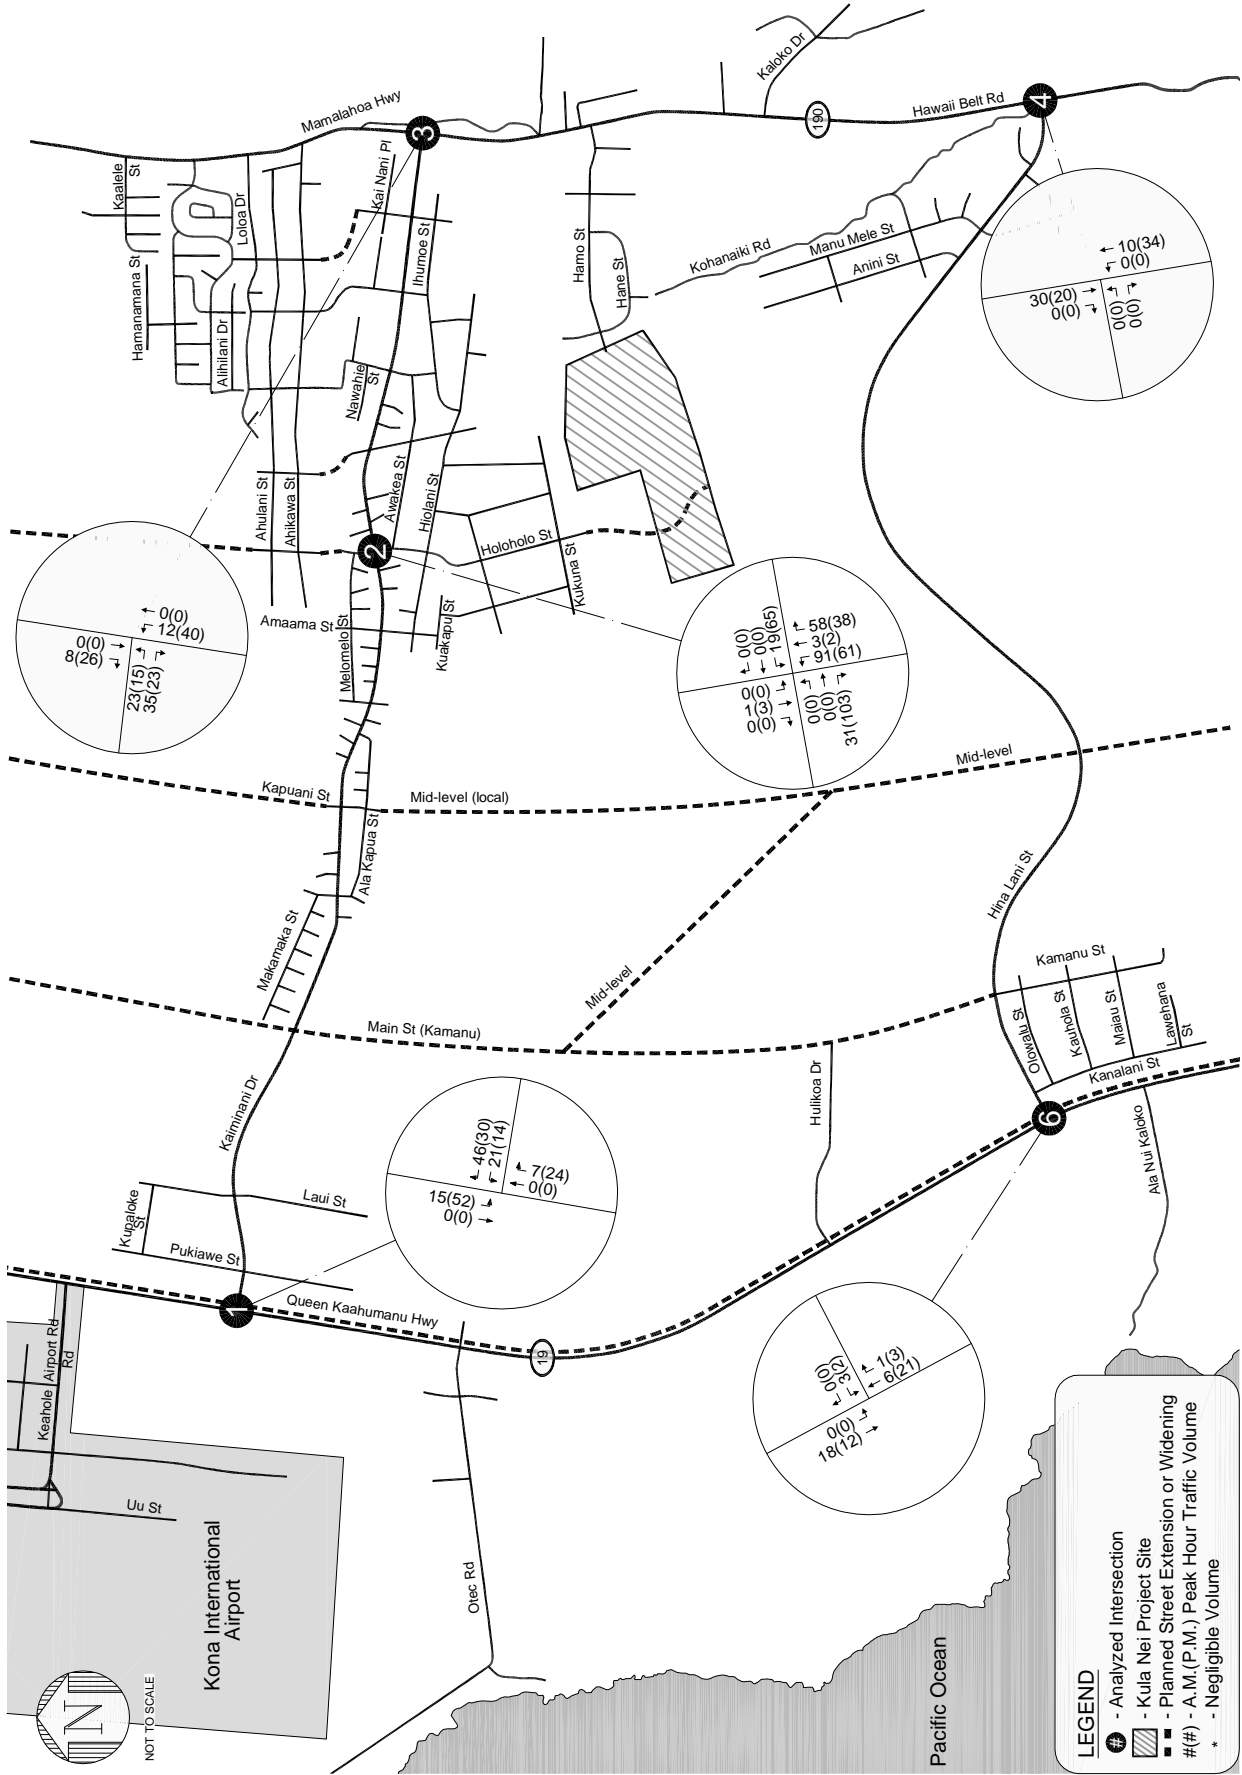 Mamalahoa Hwy
Kaalele
St
Kai Nani Pl
Loloa Dr
Hamanamana St
Alihilani Dr
Ihumoe St
Nawahie
St
3
Kaloko Dr
190
Hawaii Belt Rd
4
Hamo St
Hane St
Kohanaiki Rd
Manu Mele St
Anini St
10(34)
0(0)
30(20)
0(0)
0(0)
0(0)
Ahulani St
Ahikawa St
Awakea St
Hiolani St
2
Holoholo St
Kukuna St
Amaama St
Melomelo St
Kuakapu St
0(0)
12(40)
0(0)
8(26)
23(15)
35(23)
0(0)
0(0)
19(65)
58(38)
3(2)
91(61)
0(0)
1(3)
0(0)
0(0)
0(0)
31(103)
Kapuani St
Mid-level (local)
Mid-level
Ala Kapua St
Makamaka St
Mid-level
Hina Lani St
Main St (Kamanu)
Kamanu St
Olowalu St
Kauhola St
Maiau St
Lawehana
St
Kanalani St
Kaiminani Dr
Hulikoa Dr
Ala Nui Kaloko
6
Kupaloke
St
Laui St
Pukiawe St
1
Queen Kaahumanu Hwy
19
46(30)
21(14)
7(24)
0(0)
15(52)
0(0)
0(0)
3(2)
1(3)
6(21)
0(0)
18(12)
Keahole Airport Rd
Rd
Uu St
Otec Rd
Kona International
Airport
Pacific Ocean
N
NOT TO SCALE
LEGEND
# - Analyzed Intersection
- Kula Nei Project Site
- Planned Street Extension or Widening
#(#) - A.M.(P.M.) Peak Hour Traffic Volume
* - Negligible Volume